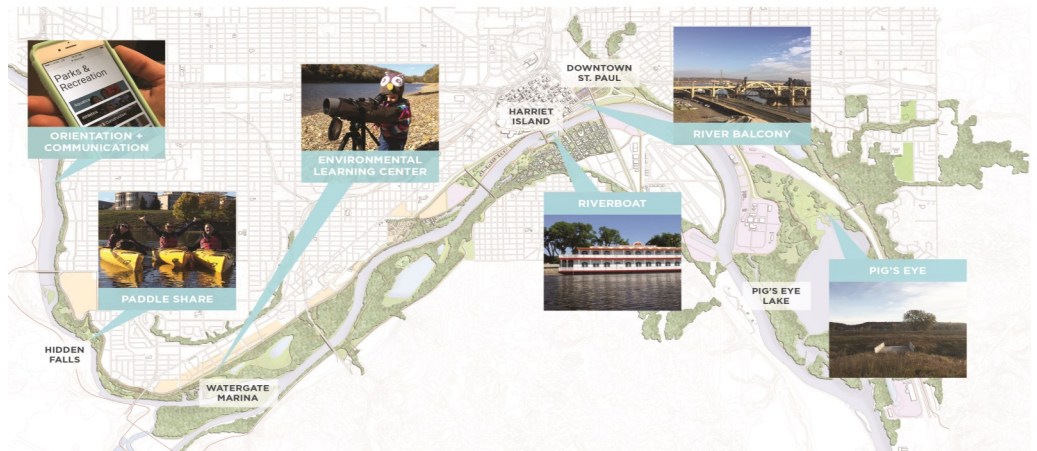 Parks &
Recreation
ORIENTATION +
COMMUNICATION
ENVIRONMENTAL
LEARNING CENTER
DOWNTOWN
ST. PAUL
HARRIET
ISLAND
RIVER BALCONY
PADDLE SHARE
RIVERBOAT
PIG'S EYE
PIG'S EYE
LAKE
HIDDEN
FALLS
WATERGATE
MARINA